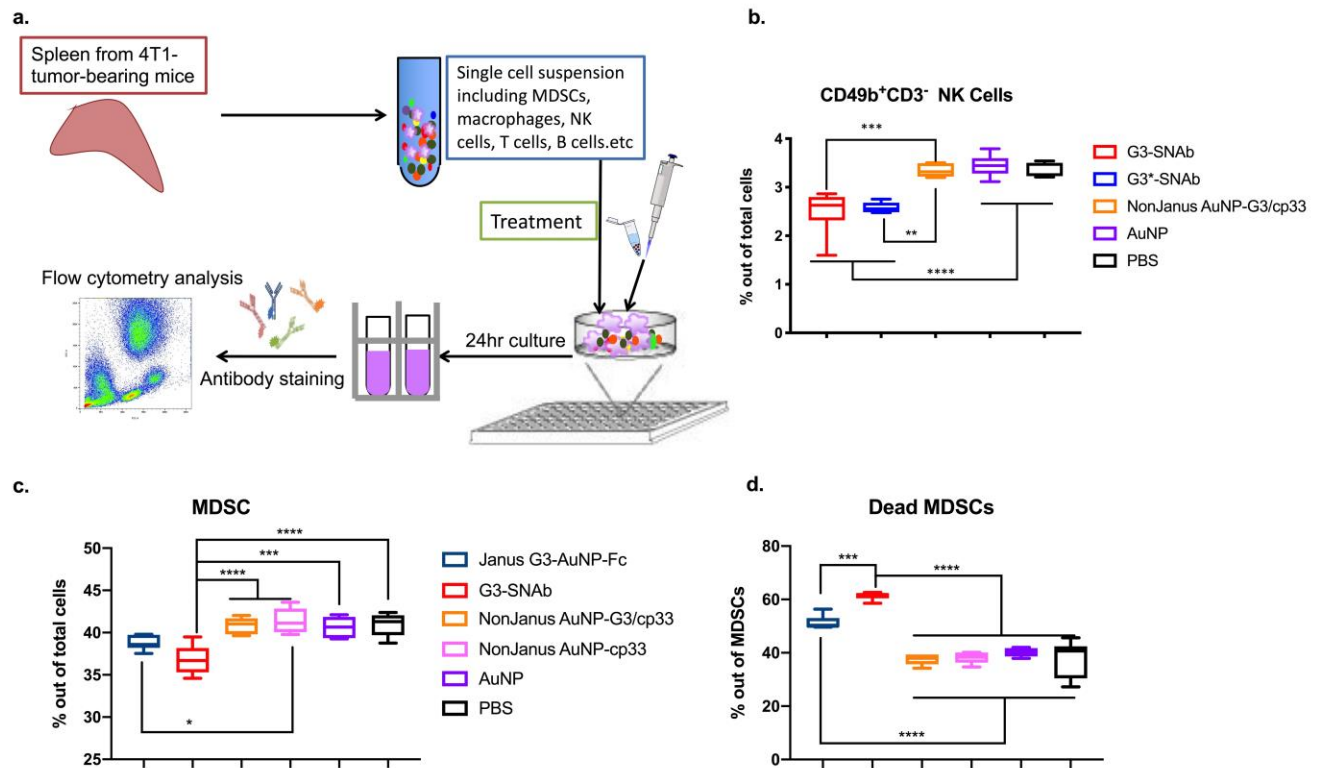 a.
Spleen from 4T1-
tumor-bearing mice
Single cell suspension
including MDSCs,
macrophages, NK
cells, T cells, B cells.etc
Treatment
Flow cytometry analysis
Antibody staining
24hr culture
b.
CD49b⁺CD3⁻ NK Cells
% out of total cells
4
3
2
1
0
***
**
****
G3-SNAb
G3*-SNAb
NonJanus AuNP-G3/cp33
AuNP
PBS
c.
MDSC
% out of total cells
50
45
40
35
30
25
****
***
****
*
Janus G3-AuNP-Fc
G3-SNAb
NonJanus AuNP-G3/cp33
NonJanus AuNP-cp33
AuNP
PBS
d.
Dead MDSCs
% out of MDSCs
80
60
40
20
0
***
****
****